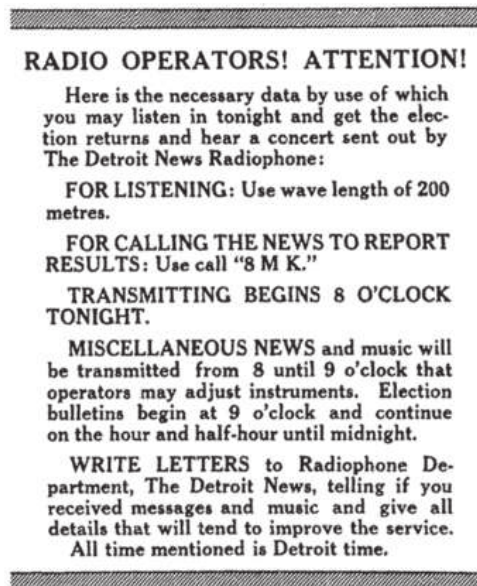 RADIO OPERATORS! ATTENTION!
Here is the necessary data by use of which
you may listen in tonight and get the elec-
tion returns and hear a concert sent out by
The Detroit News Radiophone:
FOR LISTENING: Use wave length of 200
metres.
FOR CALLING THE NEWS TO REPORT
RESULTS: Use call "8 M K."
TRANSMITTING BEGINS 8 O'CLOCK
TONIGHT.
MISCELLANEOUS NEWS and music will
be transmitted from 8 until 9 o'clock that
operators may adjust instruments. Election
bulletins begin at 9 o'clock and continue
on the hour and half-hour until midnight.
WRITE LETTERS to Radiophone De-
partment, The Detroit News, telling if you
received messages and music and give all
details that will tend to improve the service.
All time mentioned is Detroit time.